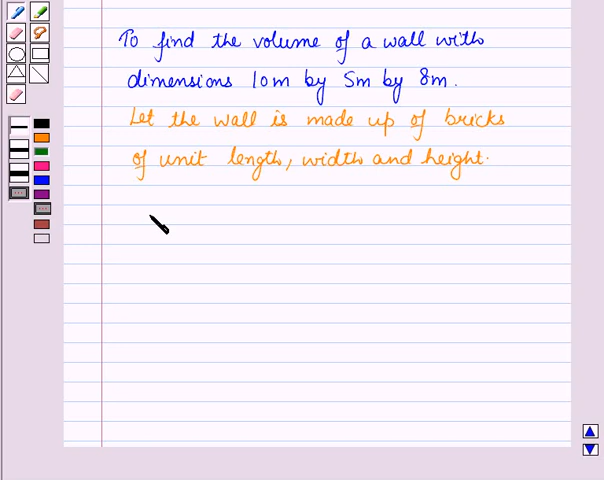 To find the volume of a wall with
dimensions 10m by 5m by 8m.
Let the wall is made up of bricks
of unit length, width and height.